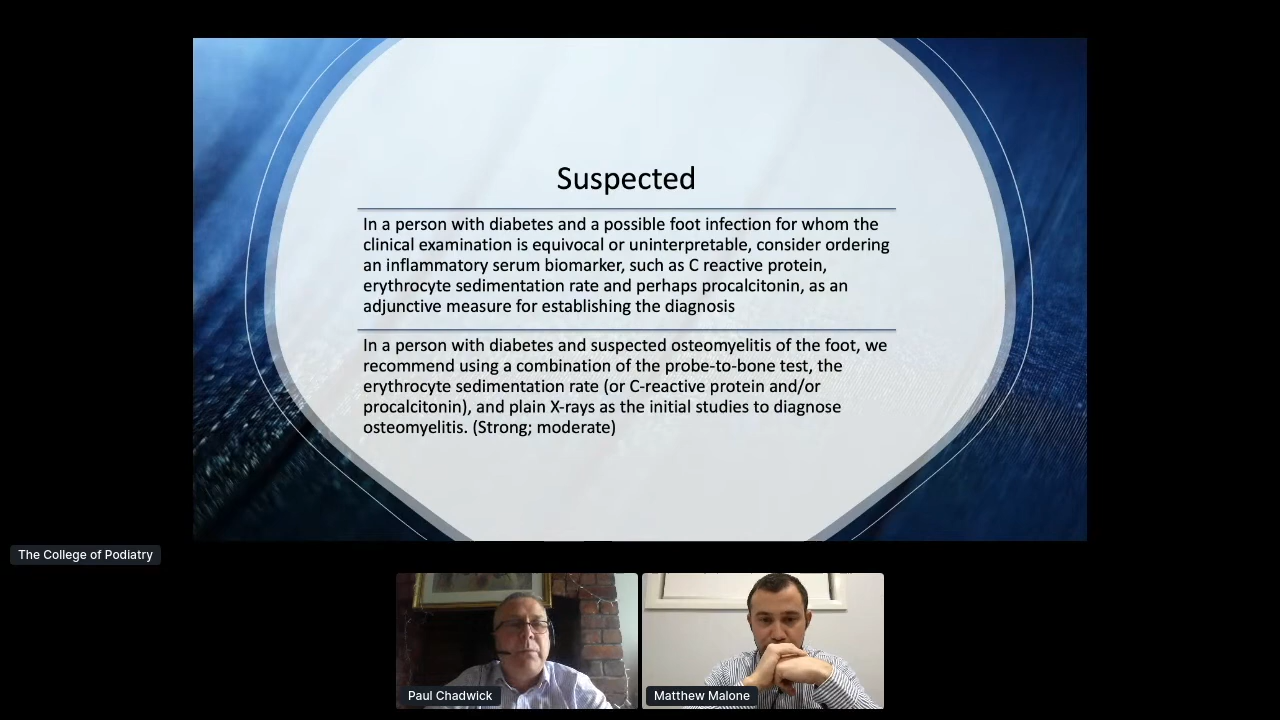 Suspected
In a person with diabetes and a possible foot infection for whom the
clinical examination is equivocal or uninterpretable, consider ordering
an inflammatory serum biomarker, such as C reactive protein,
erythrocyte sedimentation rate and perhaps procalcitonin, as an
adjunctive measure for establishing the diagnosis
In a person with diabetes and suspected osteomyelitis of the foot, we
recommend using a combination of the probe-to-bone test, the
erythrocyte sedimentation rate (or C-reactive protein and/or
procalcitonin), and plain X-rays as the initial studies to diagnose
osteomyelitis. (Strong; moderate)
The College of Podiatry
Paul Chadwick
Matthew Malone